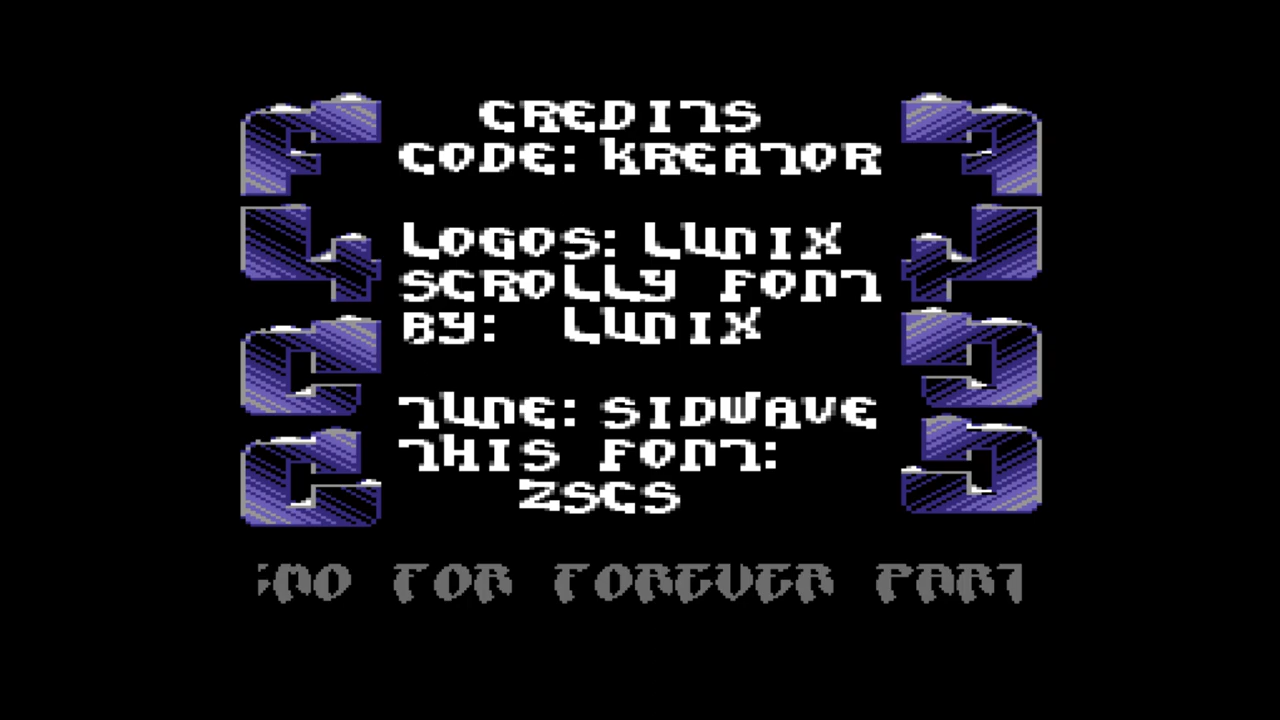 CREDITS
CODE: KREATOR
LOGOS: LUNIX
SCROLLY FONT
BY: LUNIX
TUNE: SIDWAVE
THIS FONT:
ZSCS
MO FOR FOREVER PART